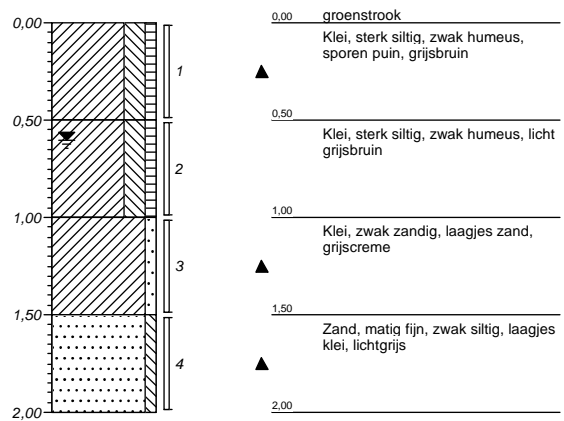 0,00
0,50
1,00
1,50
2,00
1
2
3
4
0,00 groenstrook
Klei, sterk siltig, zwak humeus,
sporen puin, grijsbruin
0,50
Klei, sterk siltig, zwak humeus, licht
grijsbruin
1,00
Klei, zwak zandig, laagjes zand,
grijscreme
1,50
Zand, matig fijn, zwak siltig, laagjes
klei, lichtgrijs
2,00